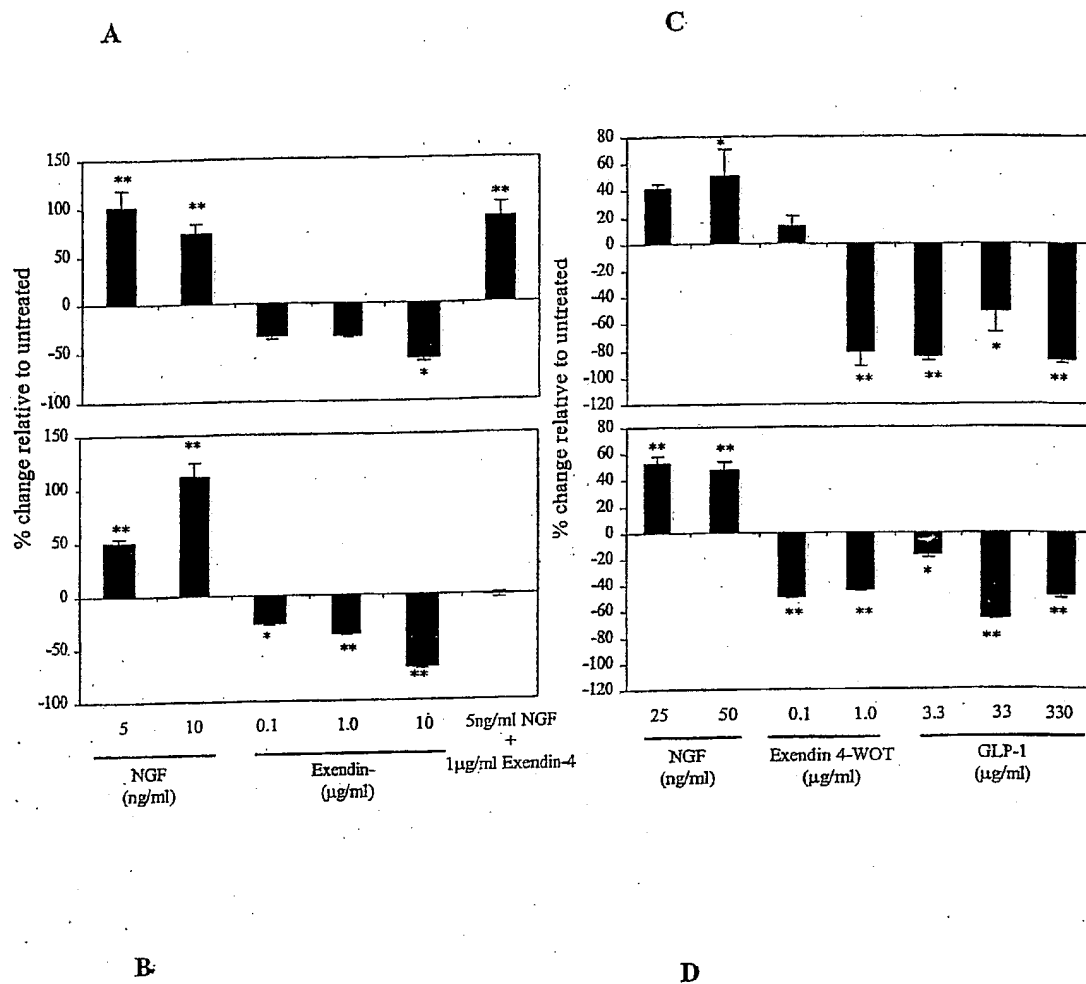 A
C
% change relative to untreated
150
100
50
0
-50
-100
**
**
*
**
% change relative to untreated
80
60
40
20
0
-20
-40
-60
-80
-100
-120
*
**
**
*
**
150
100
50
0
-50
-100
**
**
*
**
**
80
60
40
20
0
-20
-40
-60
-80
-100
-120
**
**
**
**
*
**
**
5 10 0.1 1.0 10 5ng/ml NGF
+
1µg/ml Exendin-4
NGF
(ng/ml)
Exendin-
(µg/ml)
25 50 0.1 1.0 3.3 33 330
NGF
(ng/ml)
Exendin 4-WOT
(µg/ml)
GLP-1
(µg/ml)
B
D